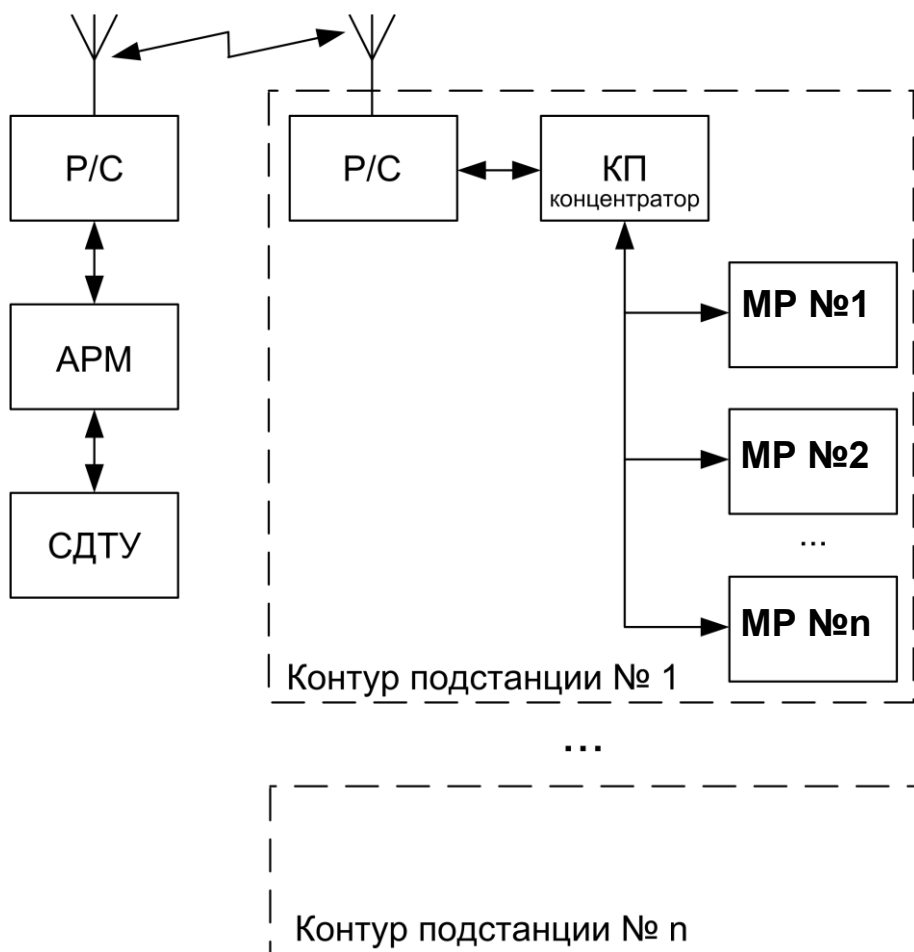 Р/С
Р/С
КП
концентратор
АРМ
СДТУ
МР №1
МР №2
...
МР №n
Контур подстанции № 1
...
Контур подстанции № n